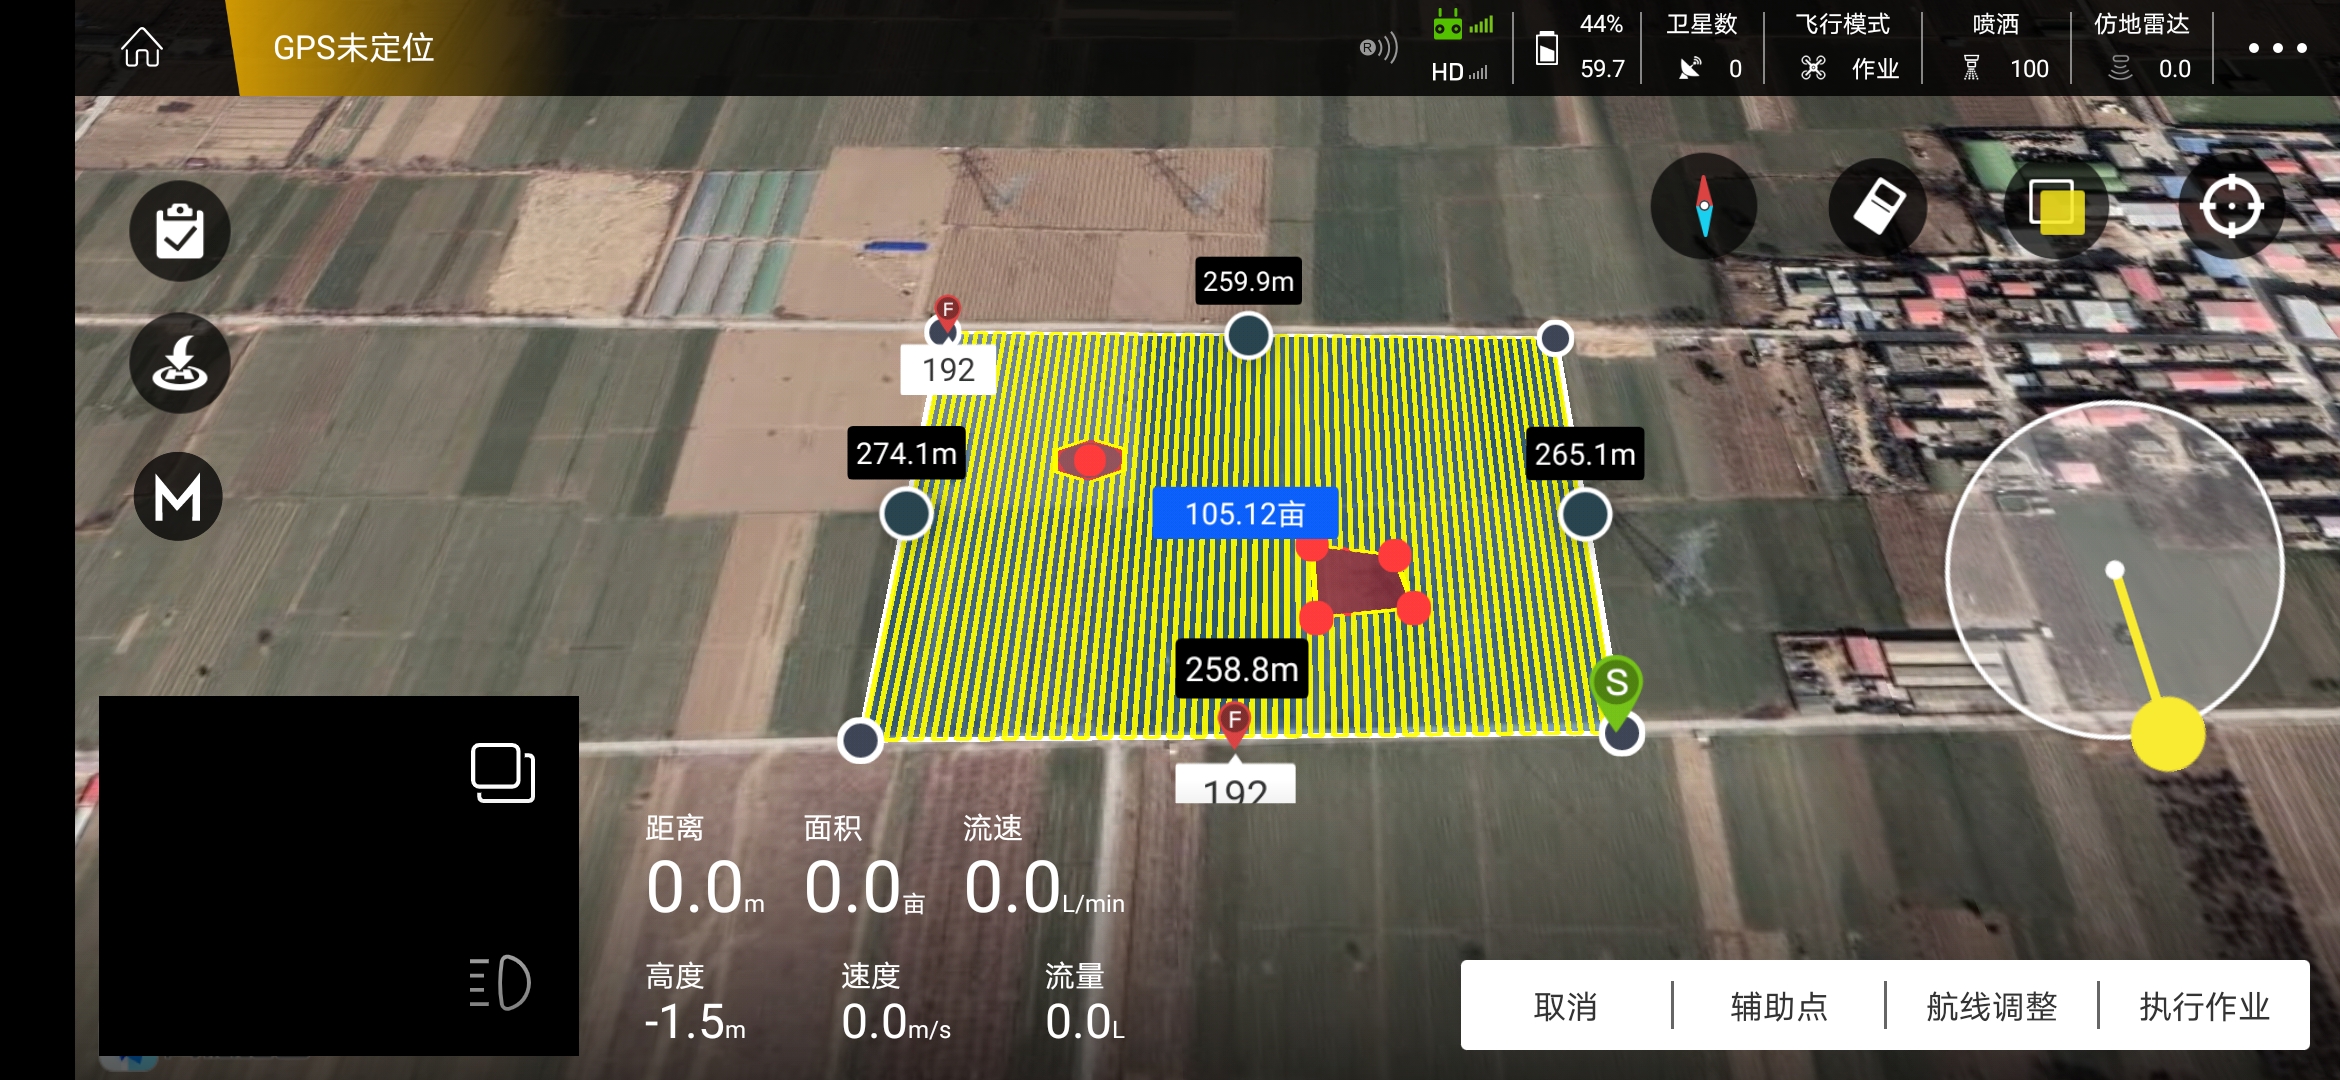 GPS未定位
R
HD
44%
59.7
卫星数
0
飞行模式
作业
喷洒
100
仿地雷达
0.0
259.9m
F
192
274.1m
265.1m
105.12亩
258.8m
S
F
192
M
距离
0.0m
面积
0.0亩
流速
0.0L/min
高度
-1.5m
速度
0.0m/s
流量
0.0L
取消
辅助点
航线调整
执行作业